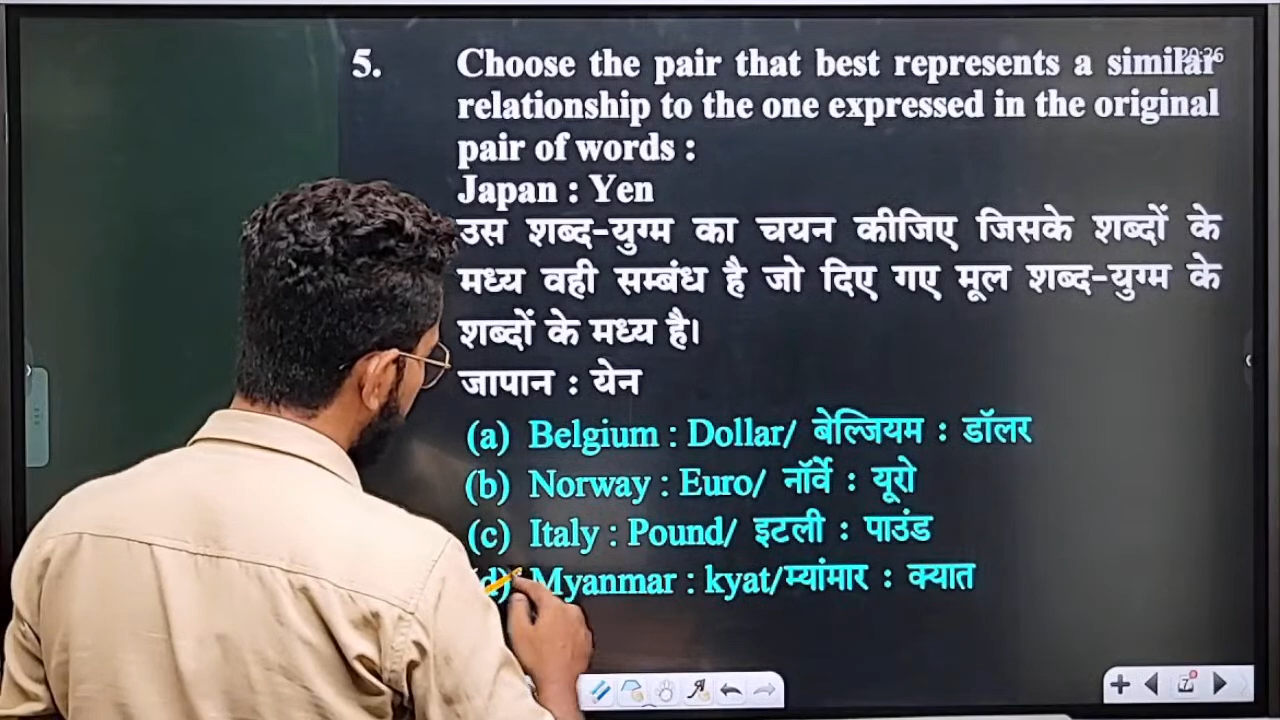 5. Choose the pair that best represents a similar
relationship to the one expressed in the original
pair of words :
Japan : Yen
उस शब्द-युग्म का चयन कीजिए जिसके शब्दों के
मध्य वही सम्बंध है जो दिए गए मूल शब्द-युग्म के
शब्दों के मध्य है।
जापान : येन
(a) Belgium : Dollar/ बेल्जियम : डॉलर
(b) Norway : Euro/ नॉर्वे : यूरो
(c) Italy : Pound/ इटली : पाउंड
(d) Myanmar : kyat/म्यांमार : क्यात